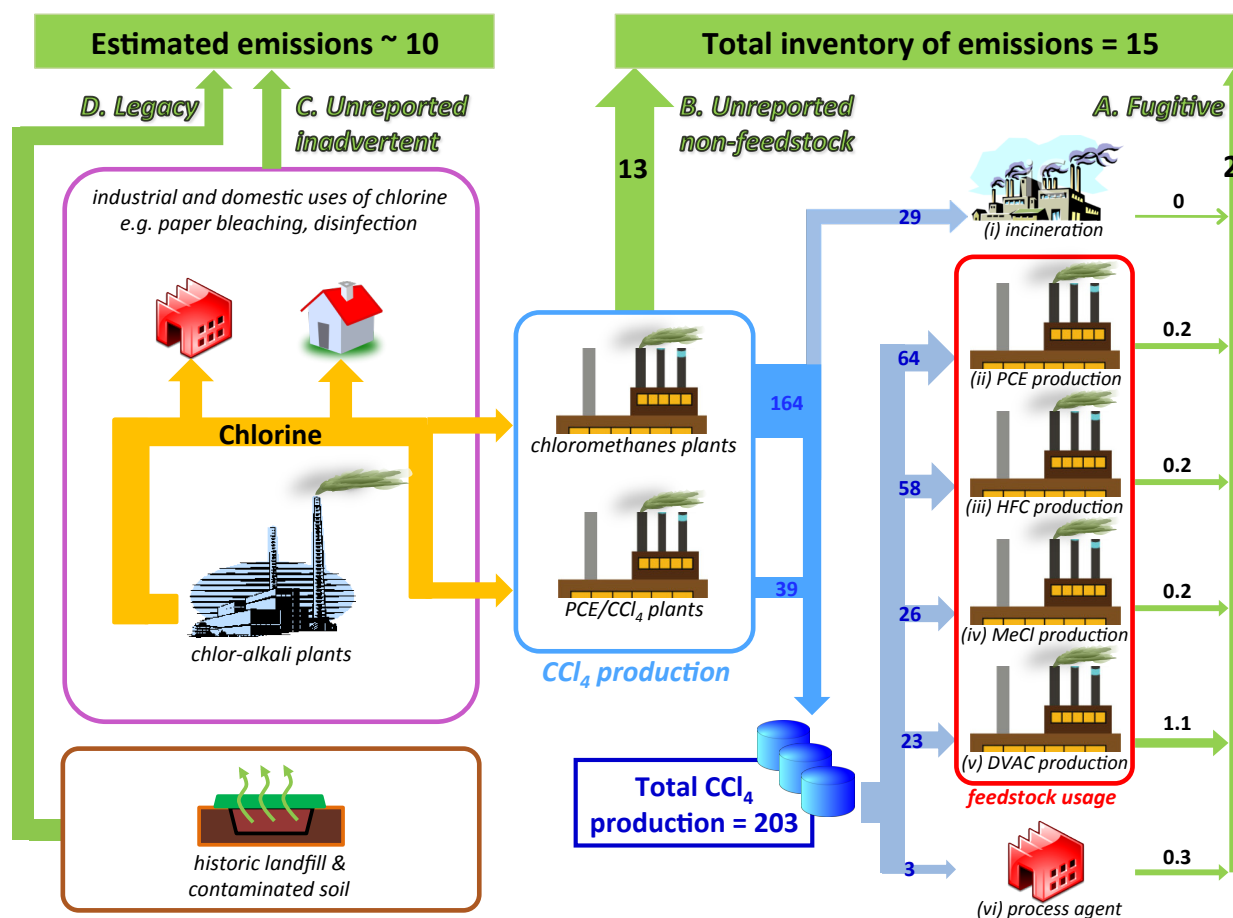 Estimated emissions ~ 10
Total inventory of emissions = 15
D. Legacy
C. Unreported
inadvertent
B. Unreported
non-feedstock
A. Fugitive
13
2
industrial and domestic uses of chlorine
e.g. paper bleaching, disinfection
29
(i) incineration
0
Chlorine
chlor-alkali plants
chloromethanes plants
PCE/CCl₄ plants
CCl₄ production
164
39
64
(ii) PCE production
0.2
58
(iii) HFC production
0.2
26
(iv) MeCl production
0.2
23
(v) DVAC production
1.1
feedstock usage
Total CCl₄
production = 203
historic landfill &
contaminated soil
3
(vi) process agent
0.3